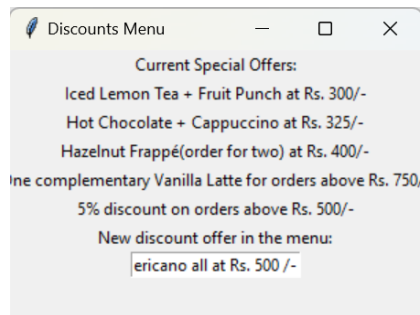 Discounts Menu
Current Special Offers:
Iced Lemon Tea + Fruit Punch at Rs. 300/-
Hot Chocolate + Cappuccino at Rs. 325/-
Hazelnut Frappé(order for two) at Rs. 400/-
One complementary Vanilla Latte for orders above Rs. 750/
5% discount on orders above Rs. 500/-
New discount offer in the menu:
ericano all at Rs. 500 /-